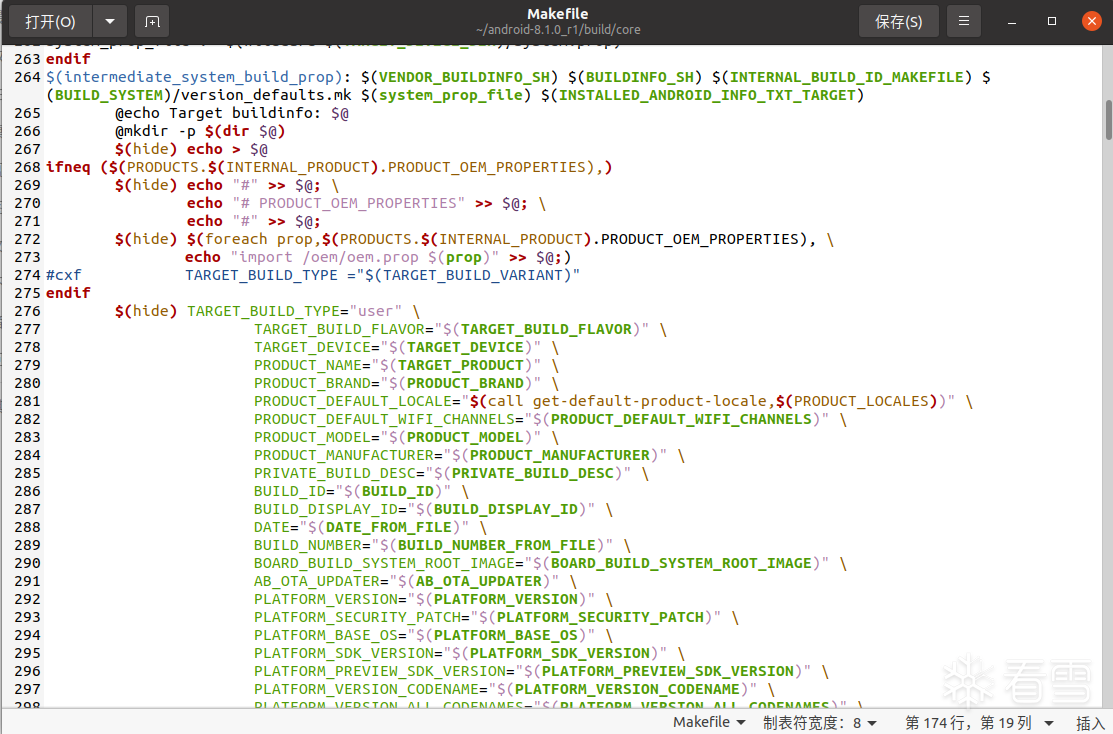 打开(O)
Makefile
~/android-8.1.0_r1/build/core
保存(S)
263 endif
264 $(intermediate_system_build_prop): $(VENDOR_BUILDINFO_SH) $(BUILDINFO_SH) $(INTERNAL_BUILD_ID_MAKEFILE) $
(BUILD_SYSTEM)/version_defaults.mk $(system_prop_file) $(INSTALLED_ANDROID_INFO_TXT_TARGET)
265 @echo Target buildinfo: $@
266 @mkdir -p $(dir $@)
267 $(hide) echo > $@
268 ifneq ($(PRODUCTS.$(INTERNAL_PRODUCT).PRODUCT_OEM_PROPERTIES),)
269 $(hide) echo "#" >> $@; \
270 echo "# PRODUCT_OEM_PROPERTIES" >> $@; \
271 echo "#" >> $@;
272 $(hide) $(foreach prop,$(PRODUCTS.$(INTERNAL_PRODUCT).PRODUCT_OEM_PROPERTIES), \
273 echo "import /oem/oem.prop $(prop)" >> $@;)
274 #cxf TARGET_BUILD_TYPE ="$(TARGET_BUILD_VARIANT)"
275 endif
276 $(hide) TARGET_BUILD_TYPE="user" \
277 TARGET_BUILD_FLAVOR="$(TARGET_BUILD_FLAVOR)" \
278 TARGET_DEVICE="$(TARGET_DEVICE)" \
279 PRODUCT_NAME="$(TARGET_PRODUCT)" \
280 PRODUCT_BRAND="$(PRODUCT_BRAND)" \
281 PRODUCT_DEFAULT_LOCALE="$(call get-default-product-locale,$(PRODUCT_LOCALES))" \
282 PRODUCT_DEFAULT_WIFI_CHANNELS="$(PRODUCT_DEFAULT_WIFI_CHANNELS)" \
283 PRODUCT_MODEL="$(PRODUCT_MODEL)" \
284 PRODUCT_MANUFACTURER="$(PRODUCT_MANUFACTURER)" \
285 PRIVATE_BUILD_DESC="$(PRIVATE_BUILD_DESC)" \
286 BUILD_ID="$(BUILD_ID)" \
287 BUILD_DISPLAY_ID="$(BUILD_DISPLAY_ID)" \
288 DATE="$(DATE_FROM_FILE)" \
289 BUILD_NUMBER="$(BUILD_NUMBER_FROM_FILE)" \
290 BOARD_BUILD_SYSTEM_ROOT_IMAGE="$(BOARD_BUILD_SYSTEM_ROOT_IMAGE)" \
291 AB_OTA_UPDATER="$(AB_OTA_UPDATER)" \
292 PLATFORM_VERSION="$(PLATFORM_VERSION)" \
293 PLATFORM_SECURITY_PATCH="$(PLATFORM_SECURITY_PATCH)" \
294 PLATFORM_BASE_OS="$(PLATFORM_BASE_OS)" \
295 PLATFORM_SDK_VERSION="$(PLATFORM_SDK_VERSION)" \
296 PLATFORM_PREVIEW_SDK_VERSION="$(PLATFORM_PREVIEW_SDK_VERSION)" \
297 PLATFORM_VERSION_CODENAME="$(PLATFORM_VERSION_CODENAME)" \
298 PLATFORM_VERSION_ALL_CODENAMES="$(PLATFORM_VERSION_ALL_CODENAMES)" \
看雪
Makefile
制表符宽度：8
第 174 行，第 19 列
插入